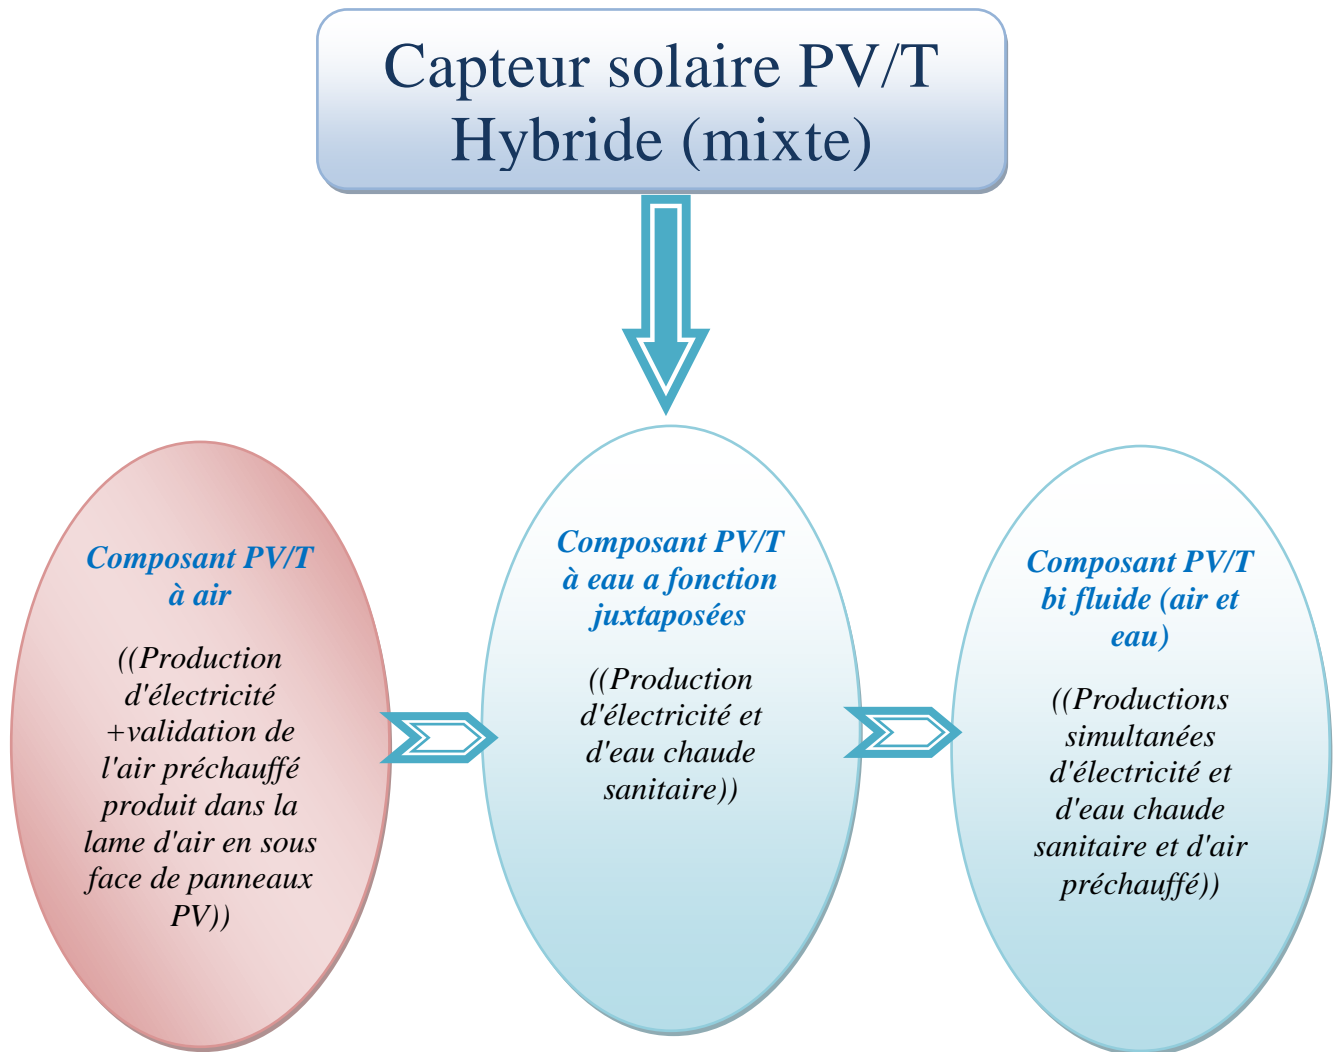 Capteur solaire PV/T
Hybride (mixte)
Composant PV/T
à air
((Production
d'électricité
+validation de
l'air préchauffé
produit dans la
lame d'air en sous
face de panneaux
PV))
Composant PV/T
à eau a fonction
juxtaposées
((Production
d'électricité et
d'eau chaude
sanitaire))
Composant PV/T
bi fluide (air et
eau)
((Productions
simultanées
d'électricité et
d'eau chaude
sanitaire et d'air
préchauffé))